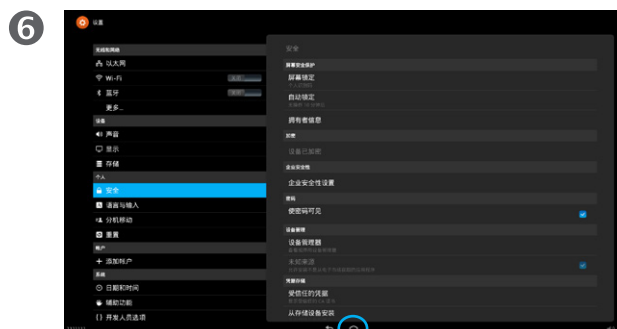 6
设置
无线和网络
以太网
Wi-Fi
关闭
蓝牙
关闭
更多...
设备
声音
显示
存储
个人
安全
语言与输入
分机移动
重置
帐户
添加帐户
系统
日期和时间
辅助功能
{ } 开发人员选项
安全
屏幕安全保护
屏幕锁定
自动锁定
拥有者信息
加密
设备已加密
企业安全性
企业安全性设置
密码
使密码可见
设备管理
设备管理器
未知来源
凭据存储
受信任的凭据
从存储设备安装